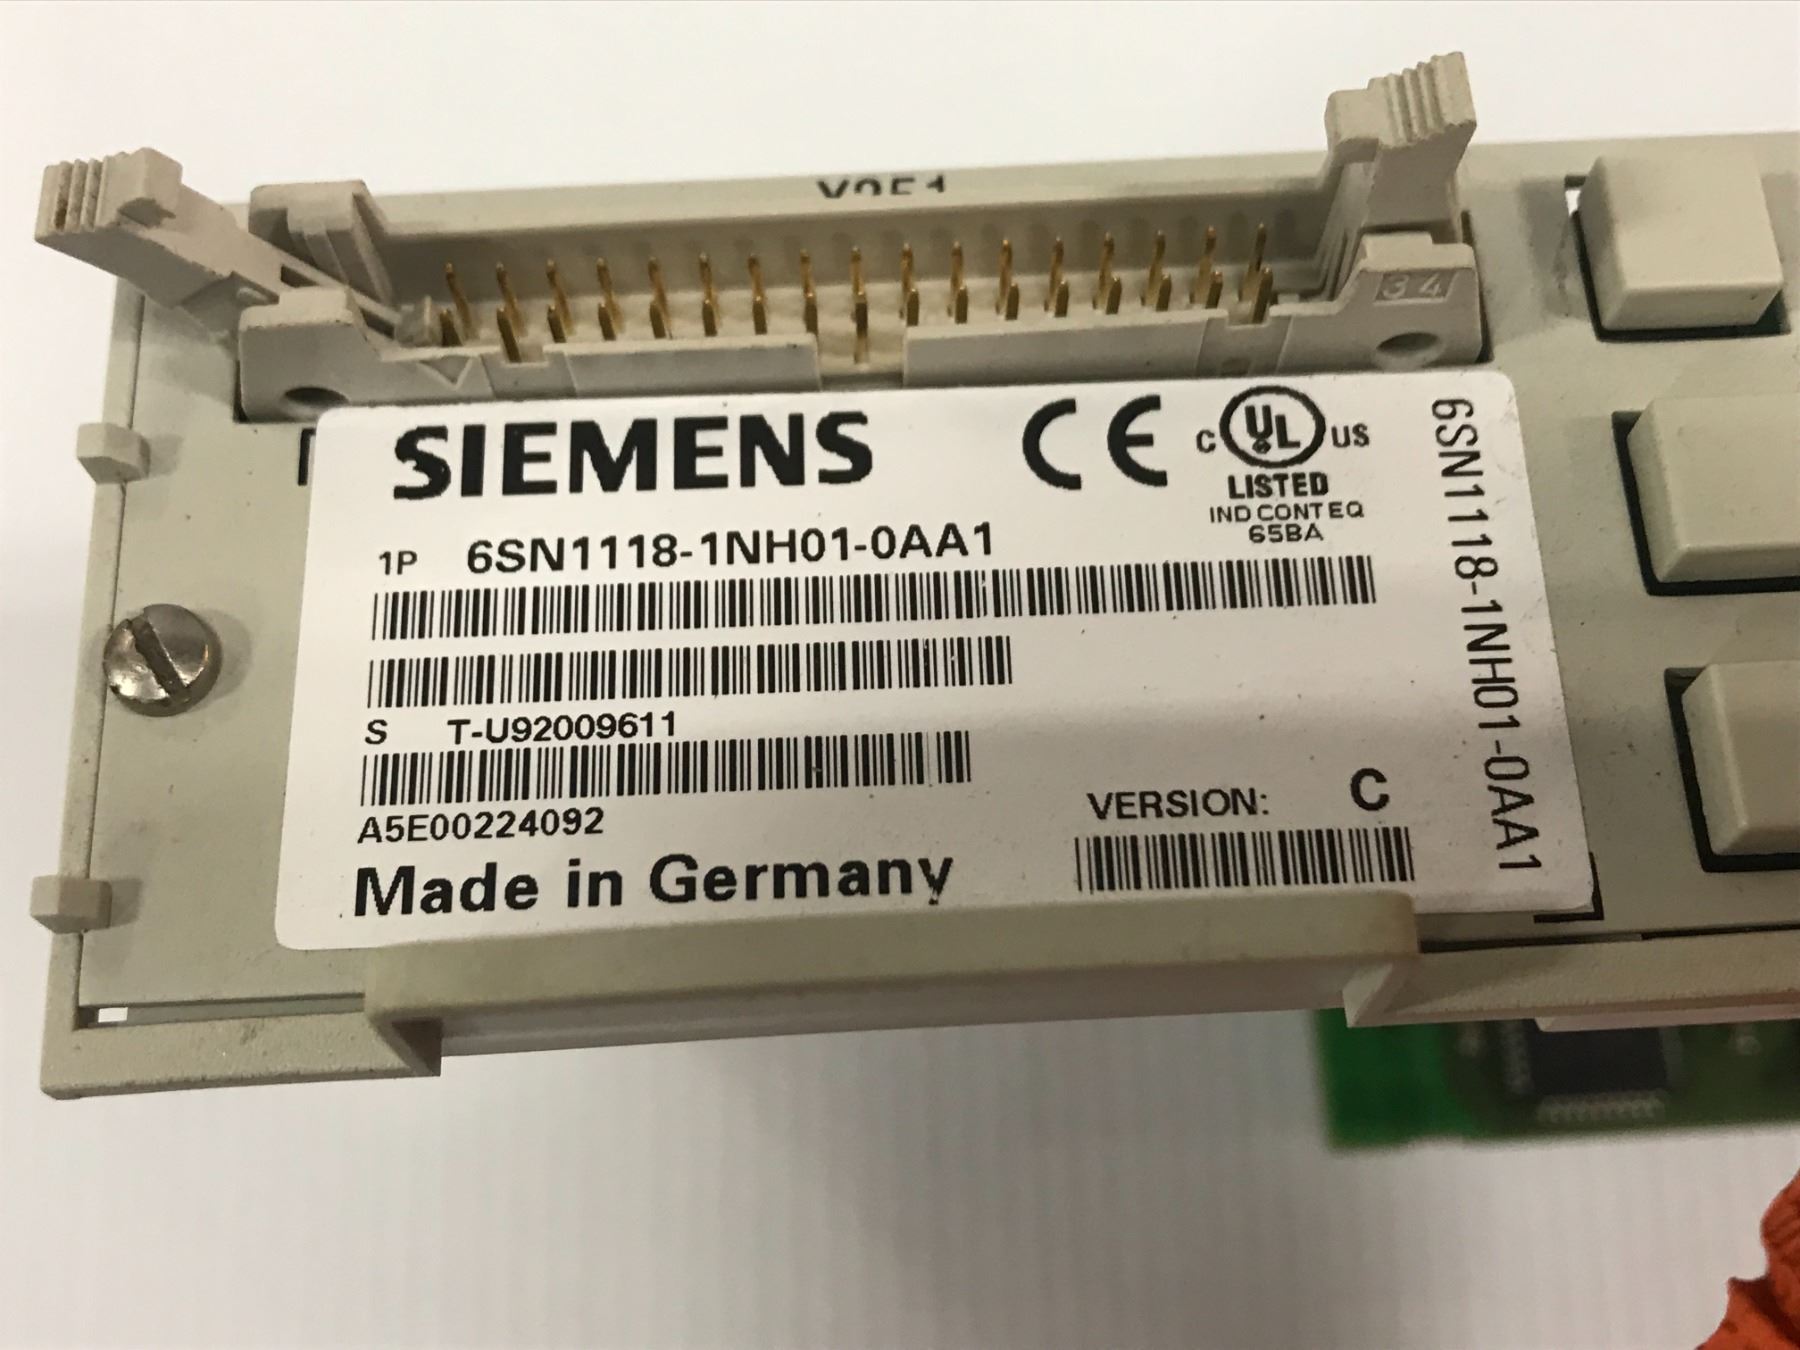 34
SIEMENS
CE
C UL US
LISTED
IND CONT EQ
65BA
1P 6SN1118-1NH01-0AA1
S T-U92009611
A5E00224092
VERSION: C
Made in Germany
6SN1118-1NH01-0AA1